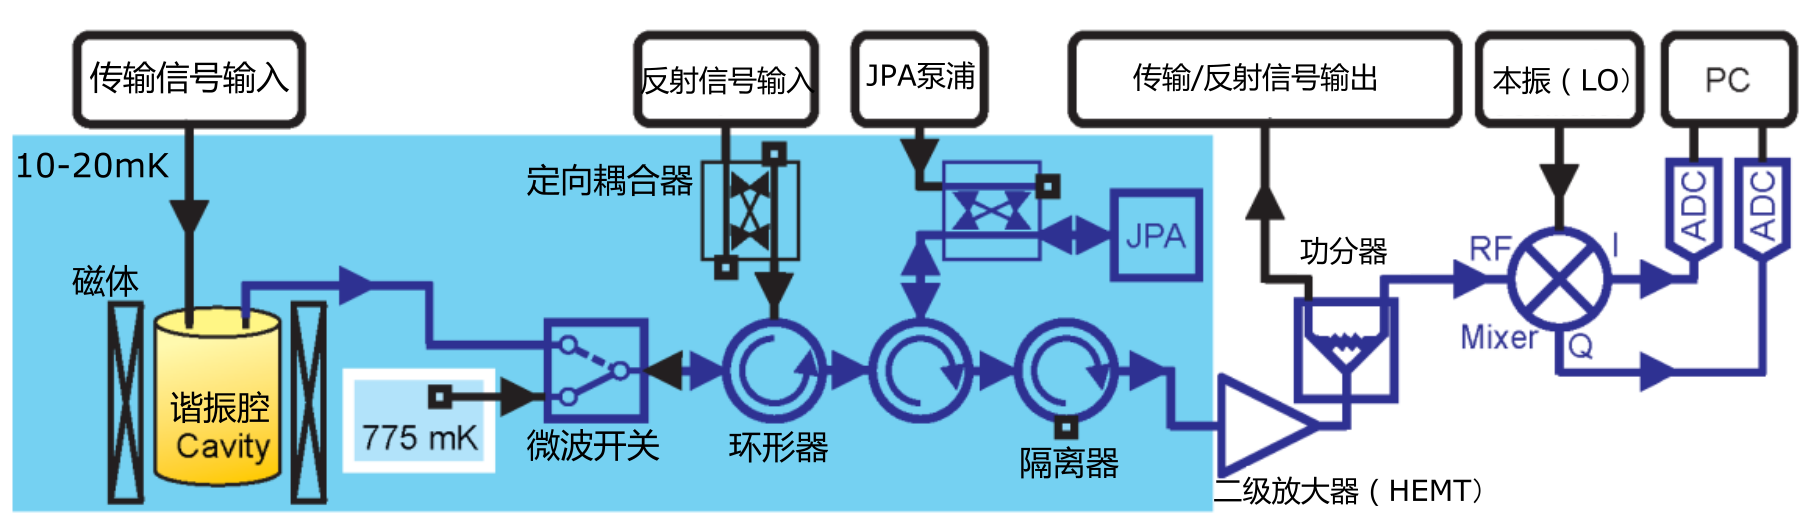 传输信号输入
反射信号输入
JPA泵浦
传输/反射信号输出
本振（LO）
PC
10-20mK
定向耦合器
ADC
ADC
JPA
功分器
RF
I
磁体
Mixer
Q
谐振腔
Cavity
775 mK
微波开关
环形器
隔离器
二级放大器（HEMT）